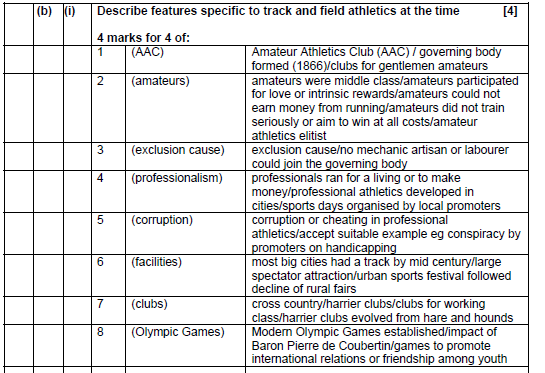 (b) (i) Describe features specific to track and field athletics at the time [4]
4 marks for 4 of:
1 (AAC) Amateur Athletics Club (AAC) / governing body
formed (1866)/clubs for gentlemen amateurs
2 (amateurs) amateurs were middle class/amateurs participated
for love or intrinsic rewards/amateurs could not
earn money from running/amateurs did not train
seriously or aim to win at all costs/amateur
athletics elitist
3 (exclusion cause) exclusion cause/no mechanic artisan or labourer
could join the governing body
4 (professionalism) professionals ran for a living or to make
money/professional athletics developed in
cities/sports days organised by local promoters
5 (corruption) corruption or cheating in professional
athletics/accept suitable example eg conspiracy by
promoters on handicapping
6 (facilities) most big cities had a track by mid century/large
spectator attraction/urban sports festival followed
decline of rural fairs
7 (clubs) cross country/harrier clubs/clubs for working
class/harrier clubs evolved from hare and hounds
8 (Olympic Games) Modern Olympic Games established/impact of
Baron Pierre de Coubertin/games to promote
international relations or friendship among youth